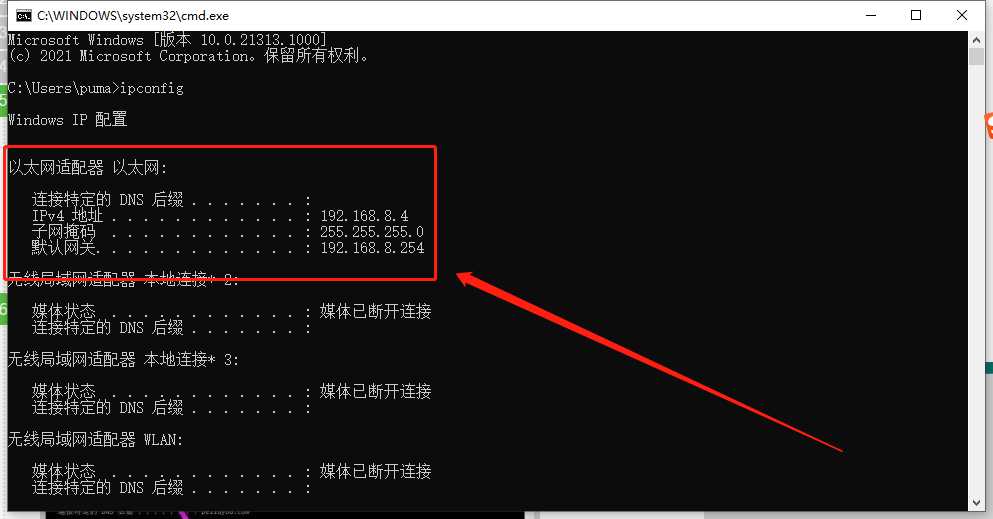 C:\WINDOWS\system32\cmd.exe
Microsoft Windows [版本 10.0.21313.1000]
(c) 2021 Microsoft Corporation。保留所有权利。
C:\Users\puma>ipconfig
Windows IP 配置
以太网适配器 以太网:
连接特定的 DNS 后缀 . . . . . . . :
IPv4 地址 . . . . . . . . . . . . : 192.168.8.4
子网掩码 . . . . . . . . . . . . : 255.255.255.0
默认网关. . . . . . . . . . . . . : 192.168.8.254
无线局域网适配器 本地连接* 2:
媒体状态 . . . . . . . . . . . . : 媒体已断开连接
连接特定的 DNS 后缀 . . . . . . . :
无线局域网适配器 本地连接* 3:
媒体状态 . . . . . . . . . . . . : 媒体已断开连接
连接特定的 DNS 后缀 . . . . . . . :
无线局域网适配器 WLAN:
媒体状态 . . . . . . . . . . . . : 媒体已断开连接
连接特定的 DNS 后缀 . . . . . . . :